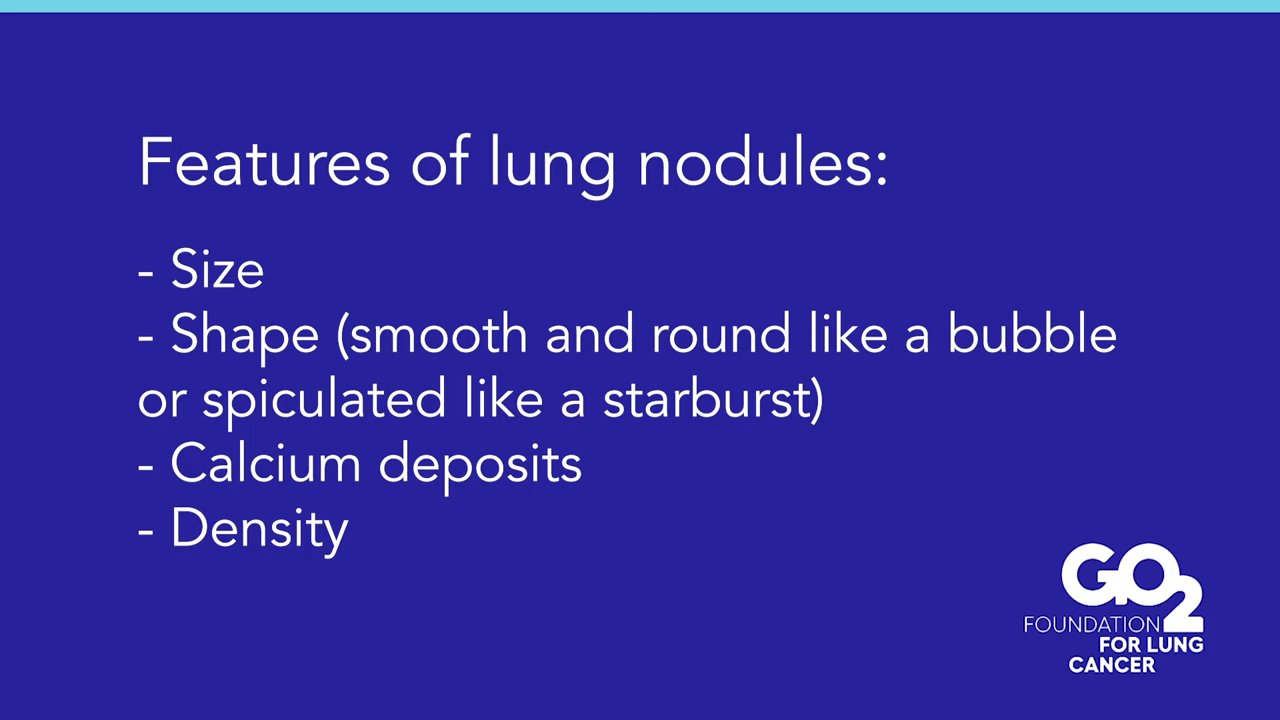 Features of lung nodules:
- Size
- Shape (smooth and round like a bubble
or spiculated like a starburst)
- Calcium deposits
- Density
GO2
FOUNDATION
FOR LUNG
CANCER